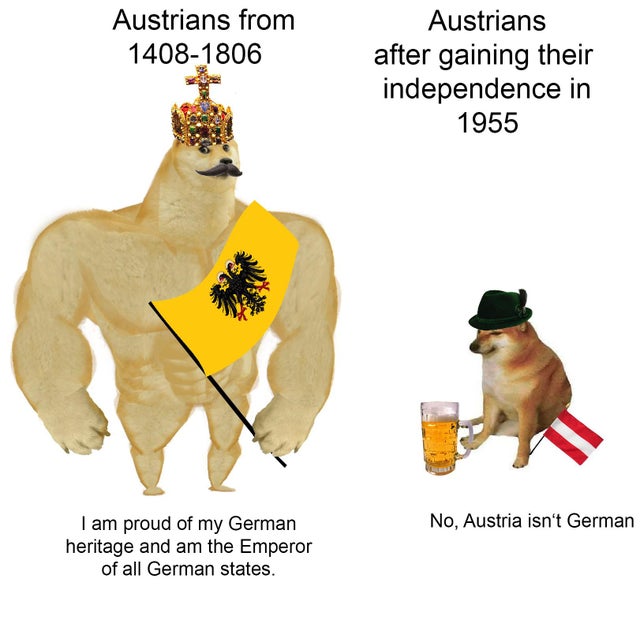 Austrians from
1408-1806
Austrians
after gaining their
independence in
1955
I am proud of my German
heritage and am the Emperor
of all German states.
No, Austria isn‘t German